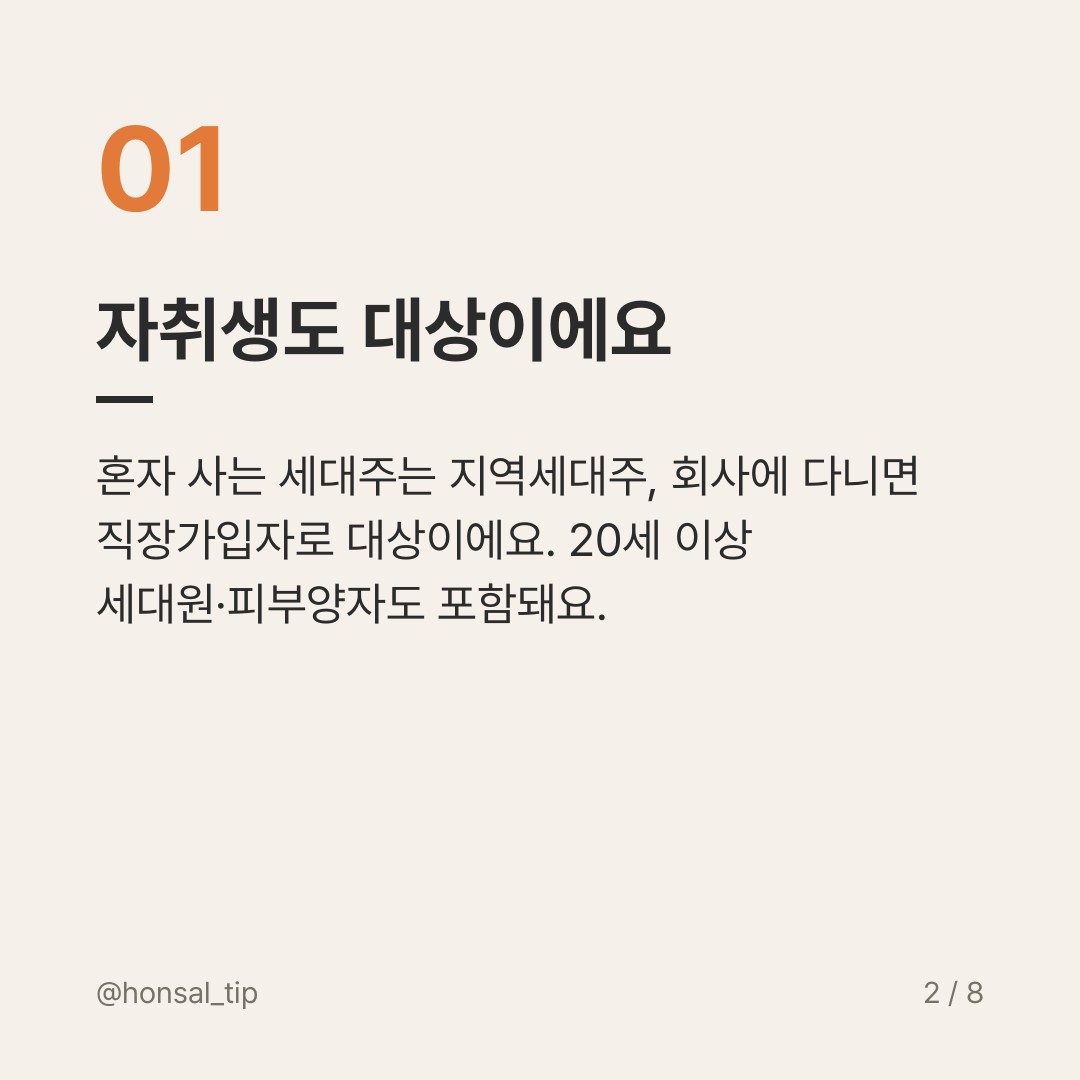 01
자취생도 대상이에요
혼자 사는 세대주는 지역세대주, 회사에 다니면
직장가입자로 대상이에요. 20세 이상
세대원·피부양자도 포함돼요.
@honsal_tip
2 / 8